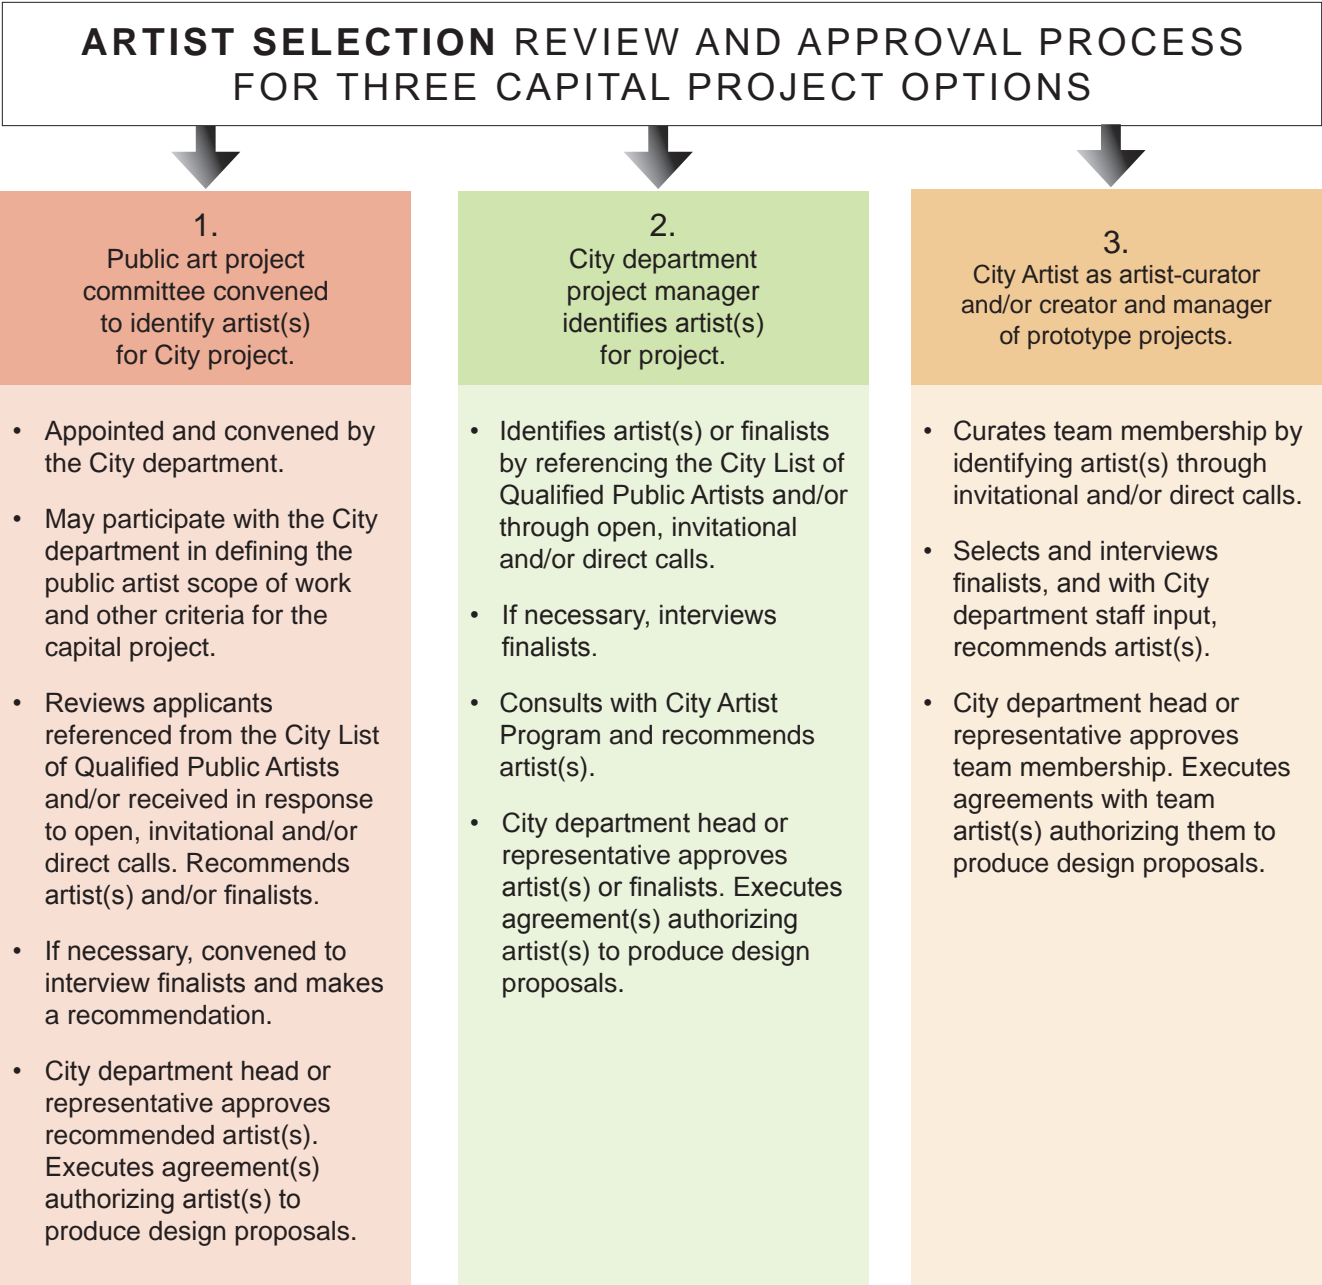 ARTIST SELECTION REVIEW AND APPROVAL PROCESS
FOR THREE CAPITAL PROJECT OPTIONS
1.
Public art project
committee convened
to identify artist(s)
for City project.
• Appointed and convened by
the City department.
• May participate with the City
department in defining the
public artist scope of work
and other criteria for the
capital project.
• Reviews applicants
referenced from the City List
of Qualified Public Artists
and/or received in response
to open, invitational and/or
direct calls. Recommends
artist(s) and/or finalists.
• If necessary, convened to
interview finalists and makes
a recommendation.
• City department head or
representative approves
recommended artist(s).
Executes agreement(s)
authorizing artist(s) to
produce design proposals.
2.
City department
project manager
identifies artist(s)
for project.
• Identifies artist(s) or finalists
by referencing the City List of
Qualified Public Artists and/or
through open, invitational
and/or direct calls.
• If necessary, interviews
finalists.
• Consults with City Artist
Program and recommends
artist(s).
• City department head or
representative approves
artist(s) or finalists. Executes
agreement(s) authorizing
artist(s) to produce design
proposals.
3.
City Artist as artist-curator
and/or creator and manager
of prototype projects.
• Curates team membership by
identifying artist(s) through
invitational and/or direct calls.
• Selects and interviews
finalists, and with City
department staff input,
recommends artist(s).
• City department head or
representative approves
team membership. Executes
agreements with team
artist(s) authorizing them to
produce design proposals.